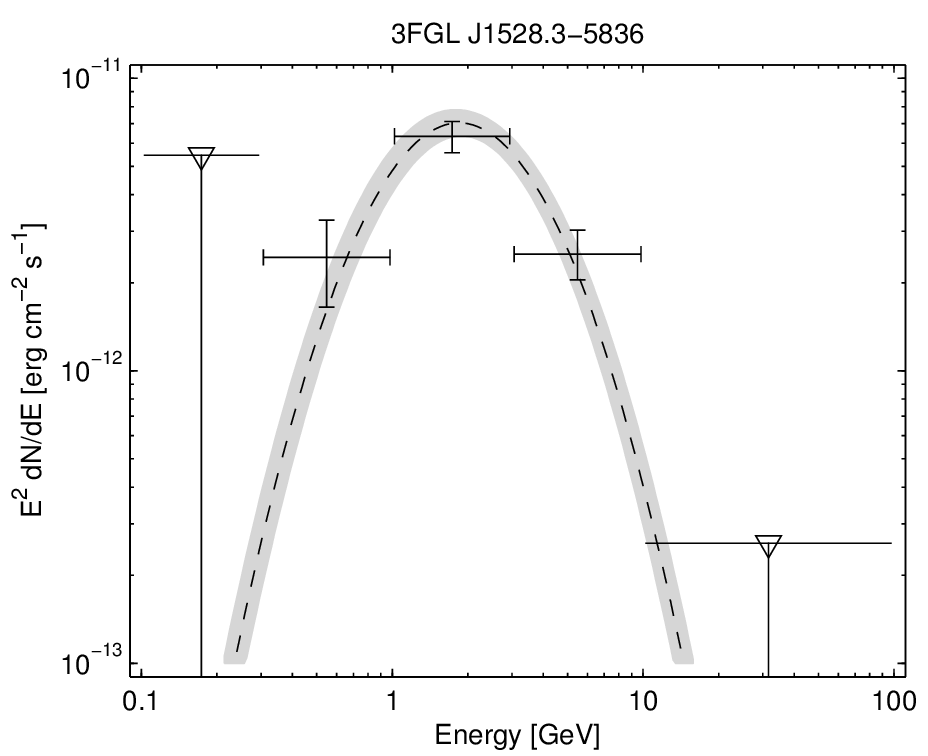 3FGL J1528.3−5836
10⁻¹¹
10⁻¹²
10⁻¹³
E² dN/dE [erg cm⁻² s⁻¹]
0.1 1 10 100
Energy [GeV]